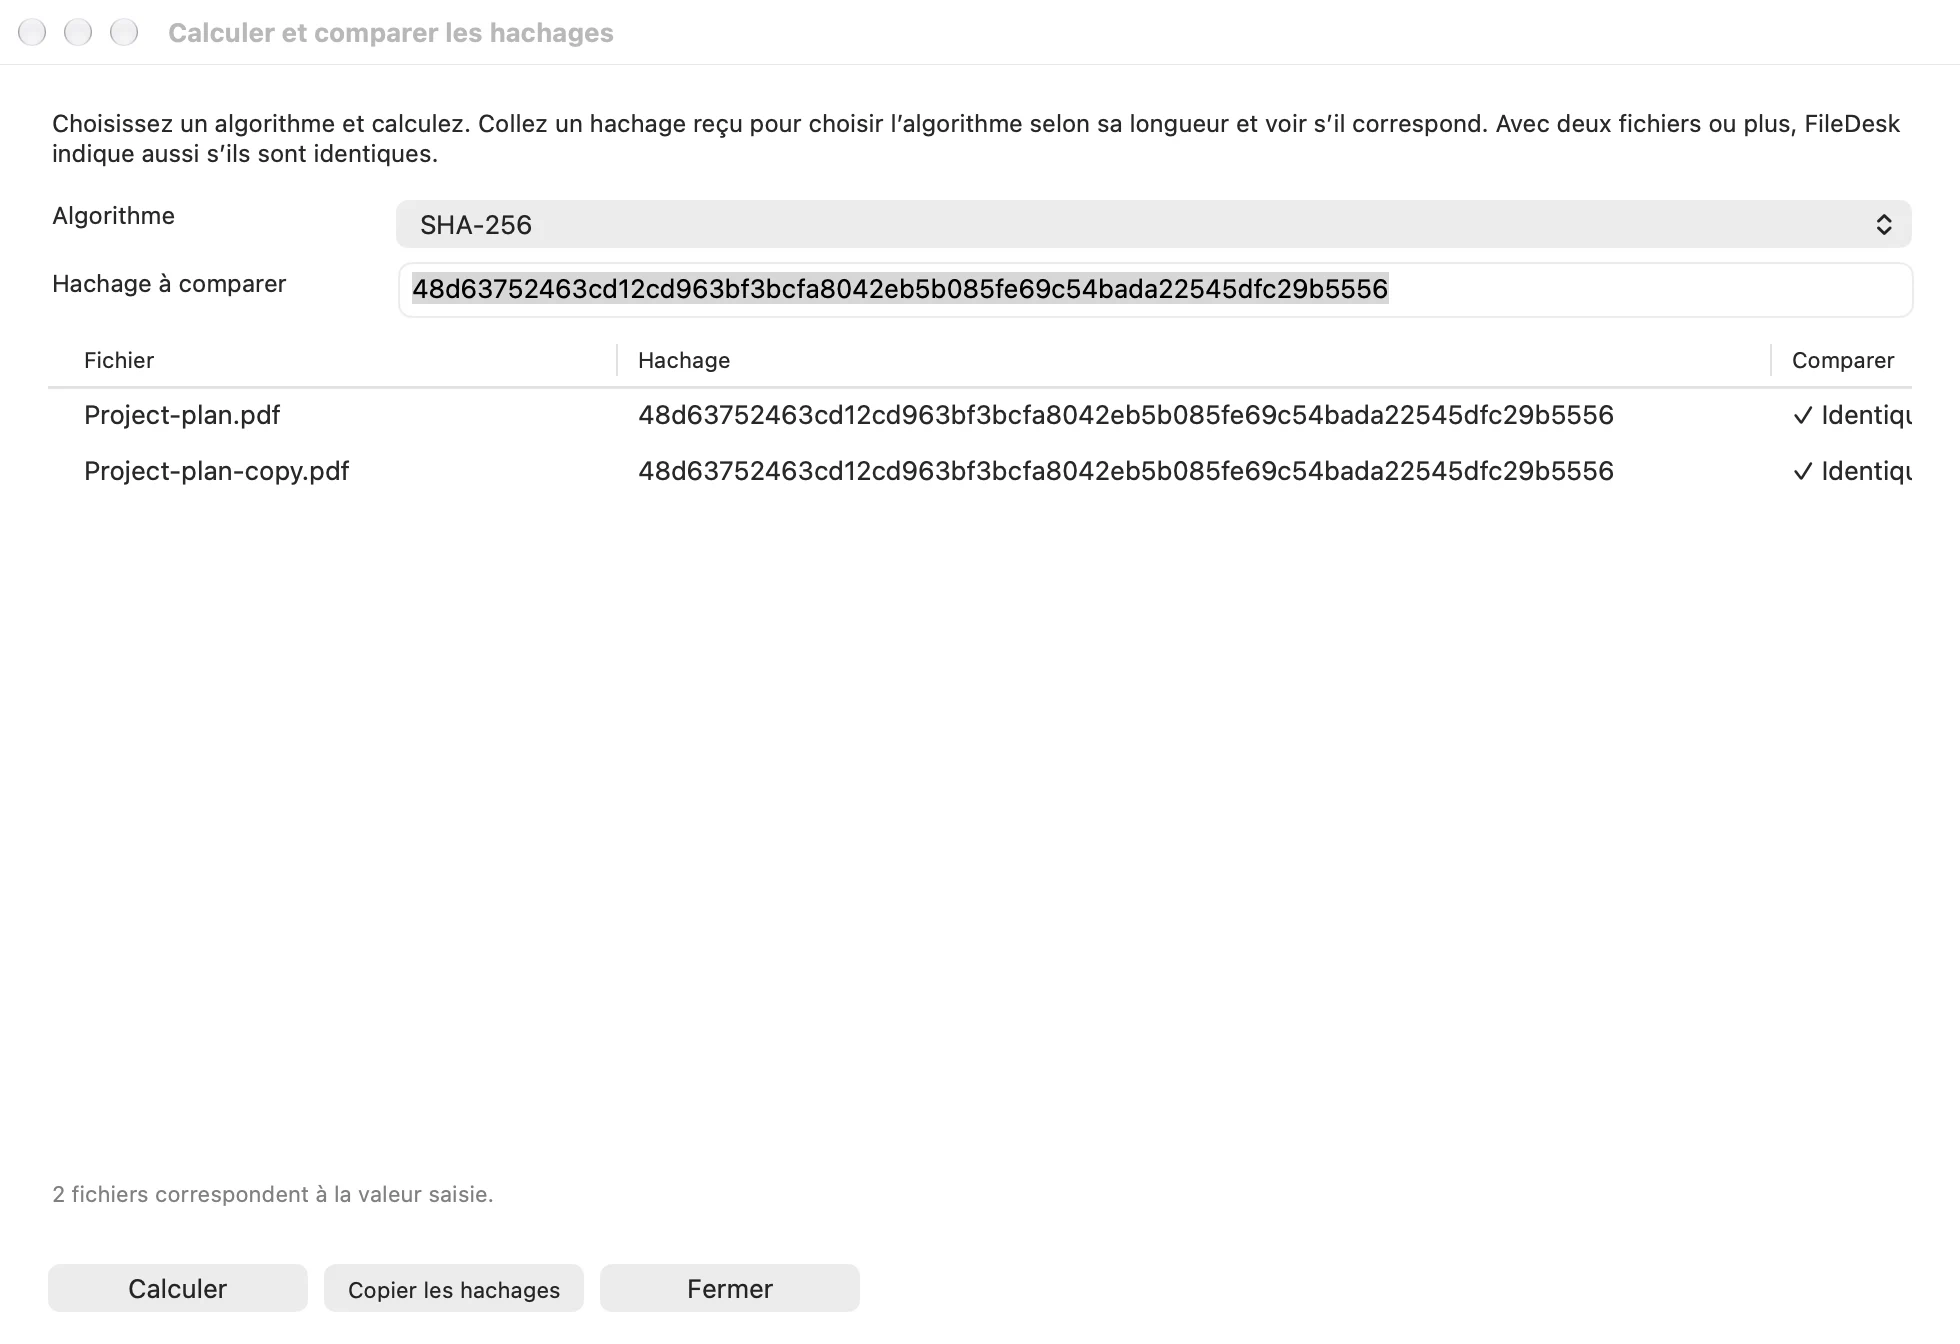 Calculer et comparer les hachages
Choisissez un algorithme et calculez. Collez un hachage reçu pour choisir l’algorithme selon sa longueur et voir s’il correspond. Avec deux fichiers ou plus, FileDesk
indique aussi s’ils sont identiques.
Algorithme
SHA-256
Hachage à comparer
48d63752463cd12cd963bf3bcfa8042eb5b085fe69c54bada22545dfc29b5556
Fichier Hachage Comparer
Project-plan.pdf 48d63752463cd12cd963bf3bcfa8042eb5b085fe69c54bada22545dfc29b5556 ✓ Identiqu
Project-plan-copy.pdf 48d63752463cd12cd963bf3bcfa8042eb5b085fe69c54bada22545dfc29b5556 ✓ Identiqu
2 fichiers correspondent à la valeur saisie.
Calculer Copier les hachages Fermer